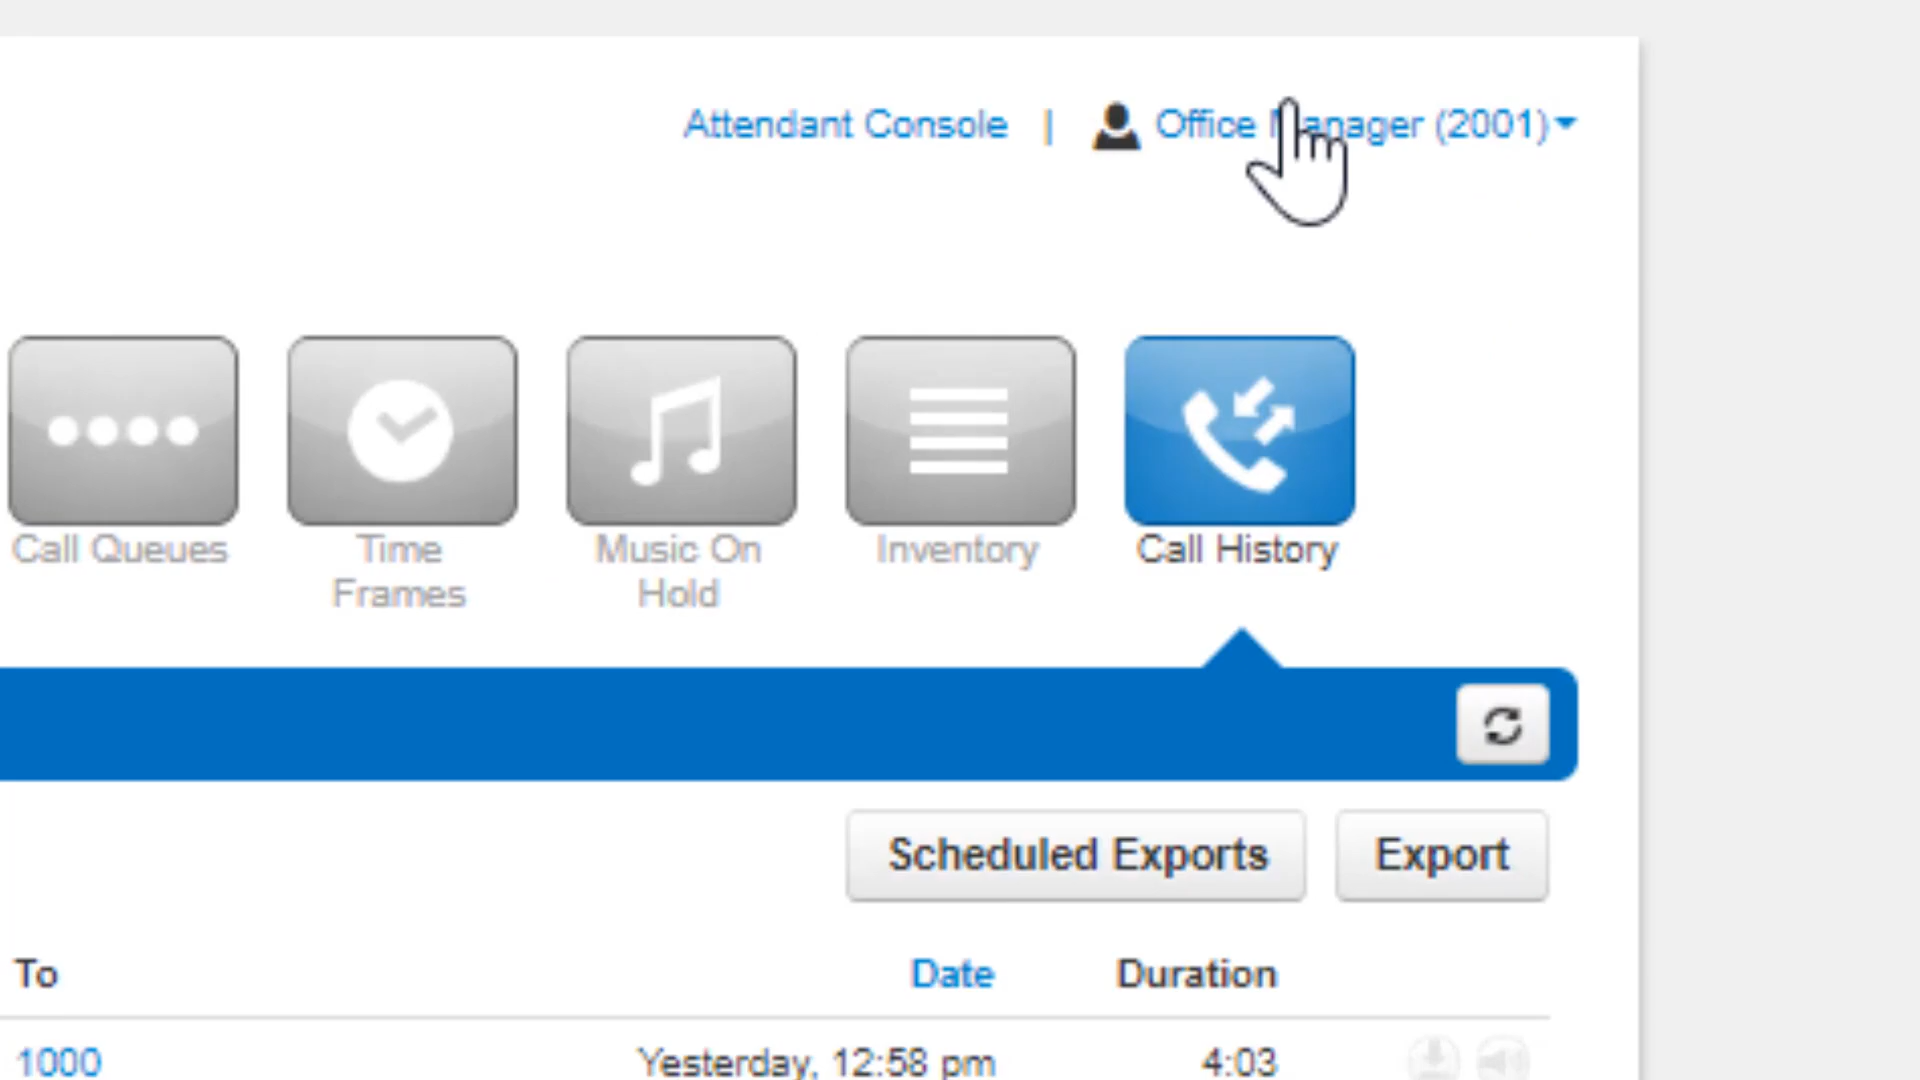 Attendant Console | Office Manager (2001)
Call Queues
Time
Frames
Music On
Hold
Inventory
Call History
Scheduled Exports
Export
To Date Duration
1000 Yesterday, 12:58 pm 4:03